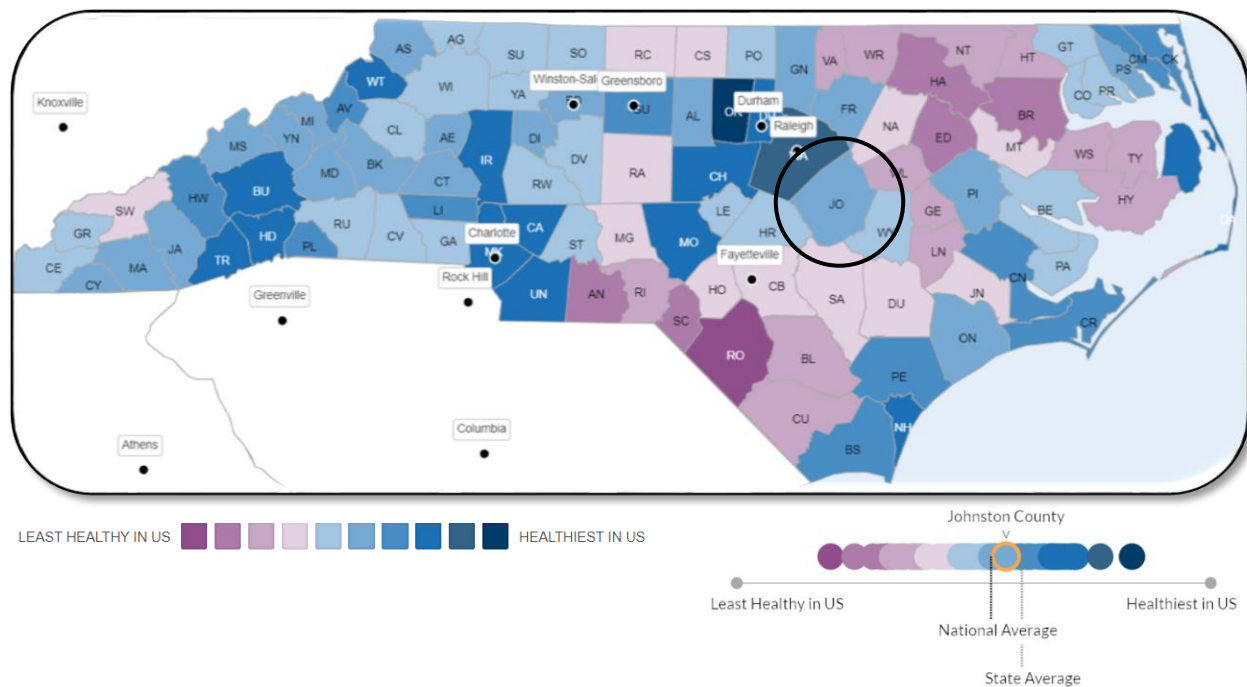 AS
AG
SU
SO
RC
CS
PO
GN
VA
WR
NT
HT
GT
CM
CK
PS
PR
CO
WT
AV
WI
YA
Winston-Sal
Greensboro
GU
AL
OR
Durham
Raleigh
FR
HA
BR
Knoxville
MI
YN
MS
CL
AE
IR
DI
DV
RA
CH
NA
ED
MT
WS
TY
HY
MD
BK
CT
RW
WL
JO
PI
BE
HW
BU
SW
GR
JA
HD
PL
RU
CV
LI
GA
CA
Charlotte
MK
ST
MG
MO
LE
HR
WY
GE
LN
CE
MA
CY
TR
Rock Hill
UN
AN
RI
SC
HO
Fayetteville
CB
SA
DU
JN
CN
PA
CR
ON
Greenville
RO
BL
PE
CU
NH
BS
Athens
Columbia
LEAST HEALTHY IN US
HEALTHIEST IN US
Johnston County
Least Healthy in US
Healthiest in US
National Average
State Average